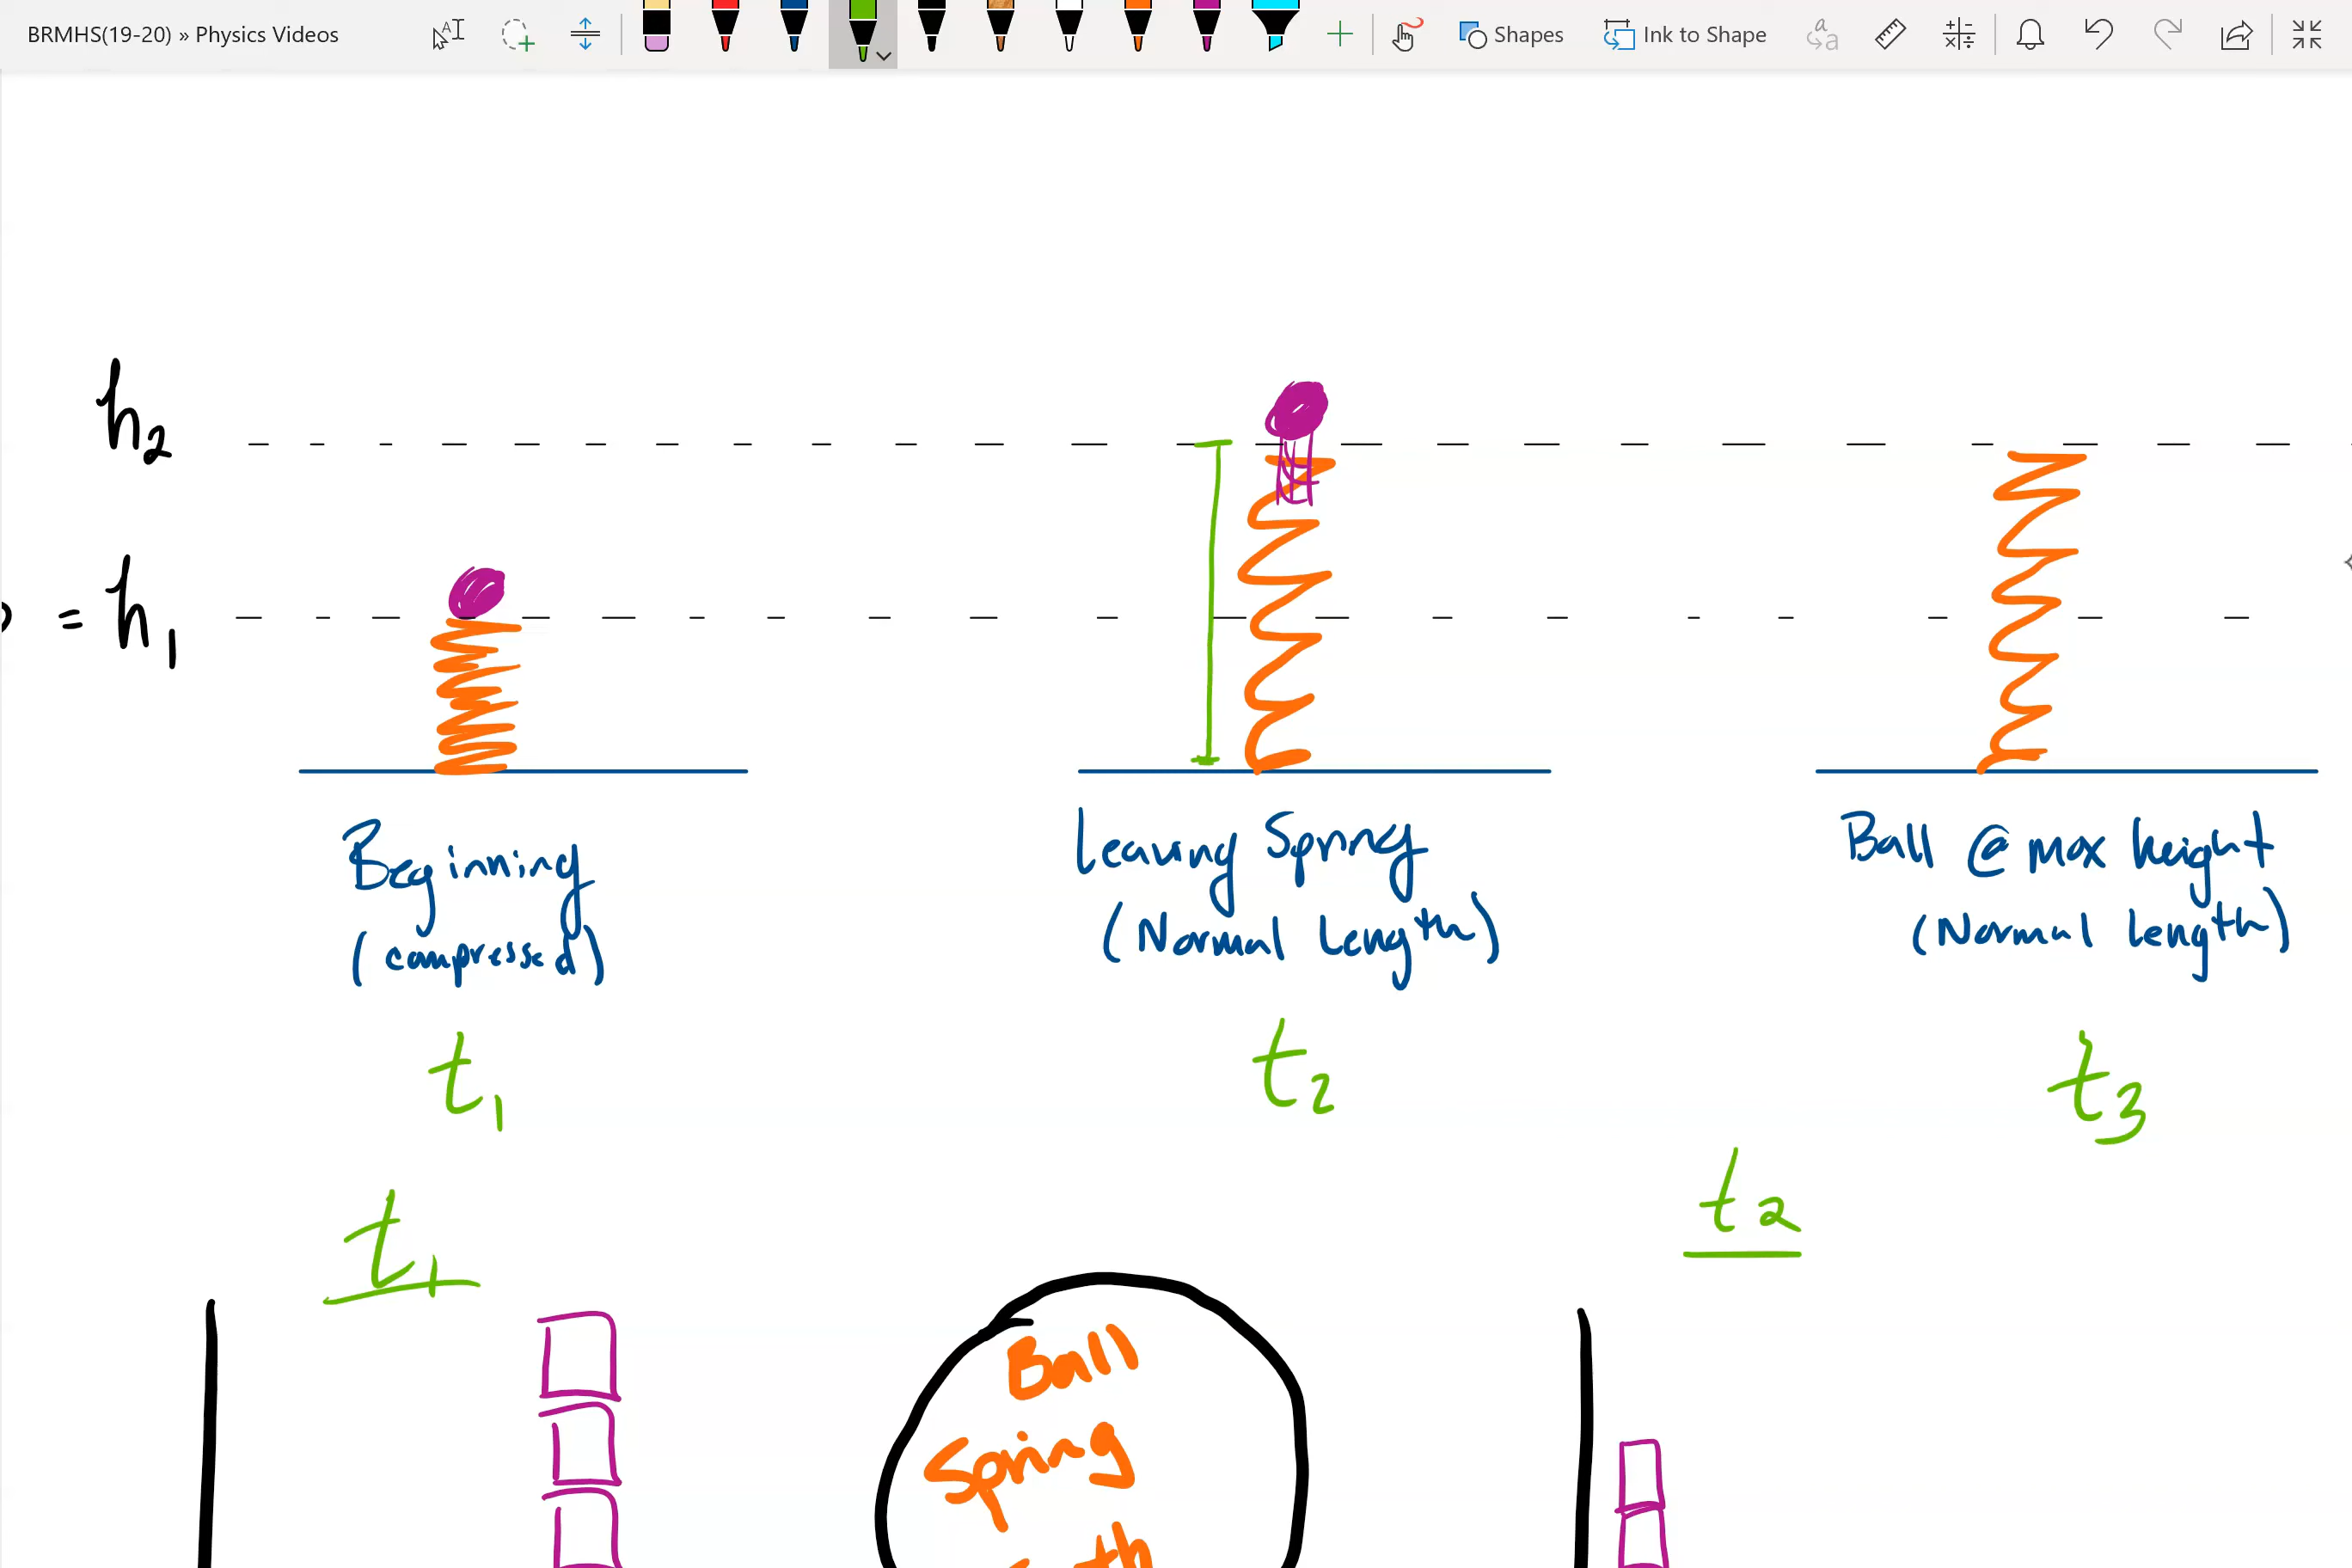 BRMHS(19-20) » Physics Videos
Shapes
Ink to Shape
h₂
= h₁
Beginning
(compressed)
Leaving Spring
(Normal Length)
Ball @ max height
(Normal Length)
t₁
t₂
t₃
t₁
t₂
Ball
Spring